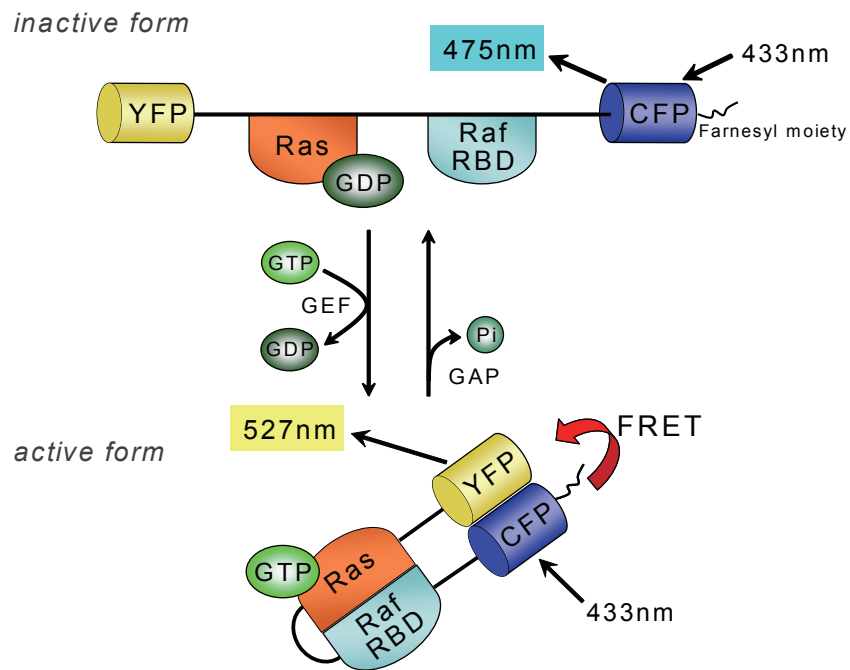 inactive form
475nm
433nm
YFP
CFP
Farnesyl moiety
Ras
Raf
RBD
GDP
GTP
GEF
GDP
Pi
GAP
527nm
FRET
active form
YFP
CFP
GTP
Ras
Raf
RBD
433nm